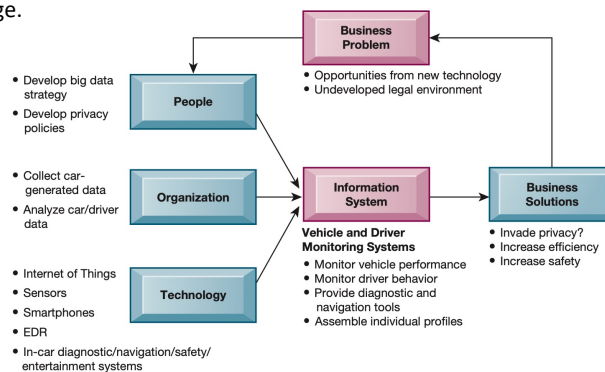 ge.
Business
Problem
• Opportunities from new technology
• Undeveloped legal environment
• Develop big data
strategy
• Develop privacy
policies
People
• Collect car-
generated data
• Analyze car/driver
data
Organization
Information
System
Vehicle and Driver
Monitoring Systems
• Monitor vehicle performance
• Monitor driver behavior
• Provide diagnostic and
navigation tools
• Assemble individual profiles
Business
Solutions
• Invade privacy?
• Increase efficiency
• Increase safety
• Internet of Things
• Sensors
• Smartphones
• EDR
• In-car diagnostic/navigation/safety/
entertainment systems
Technology